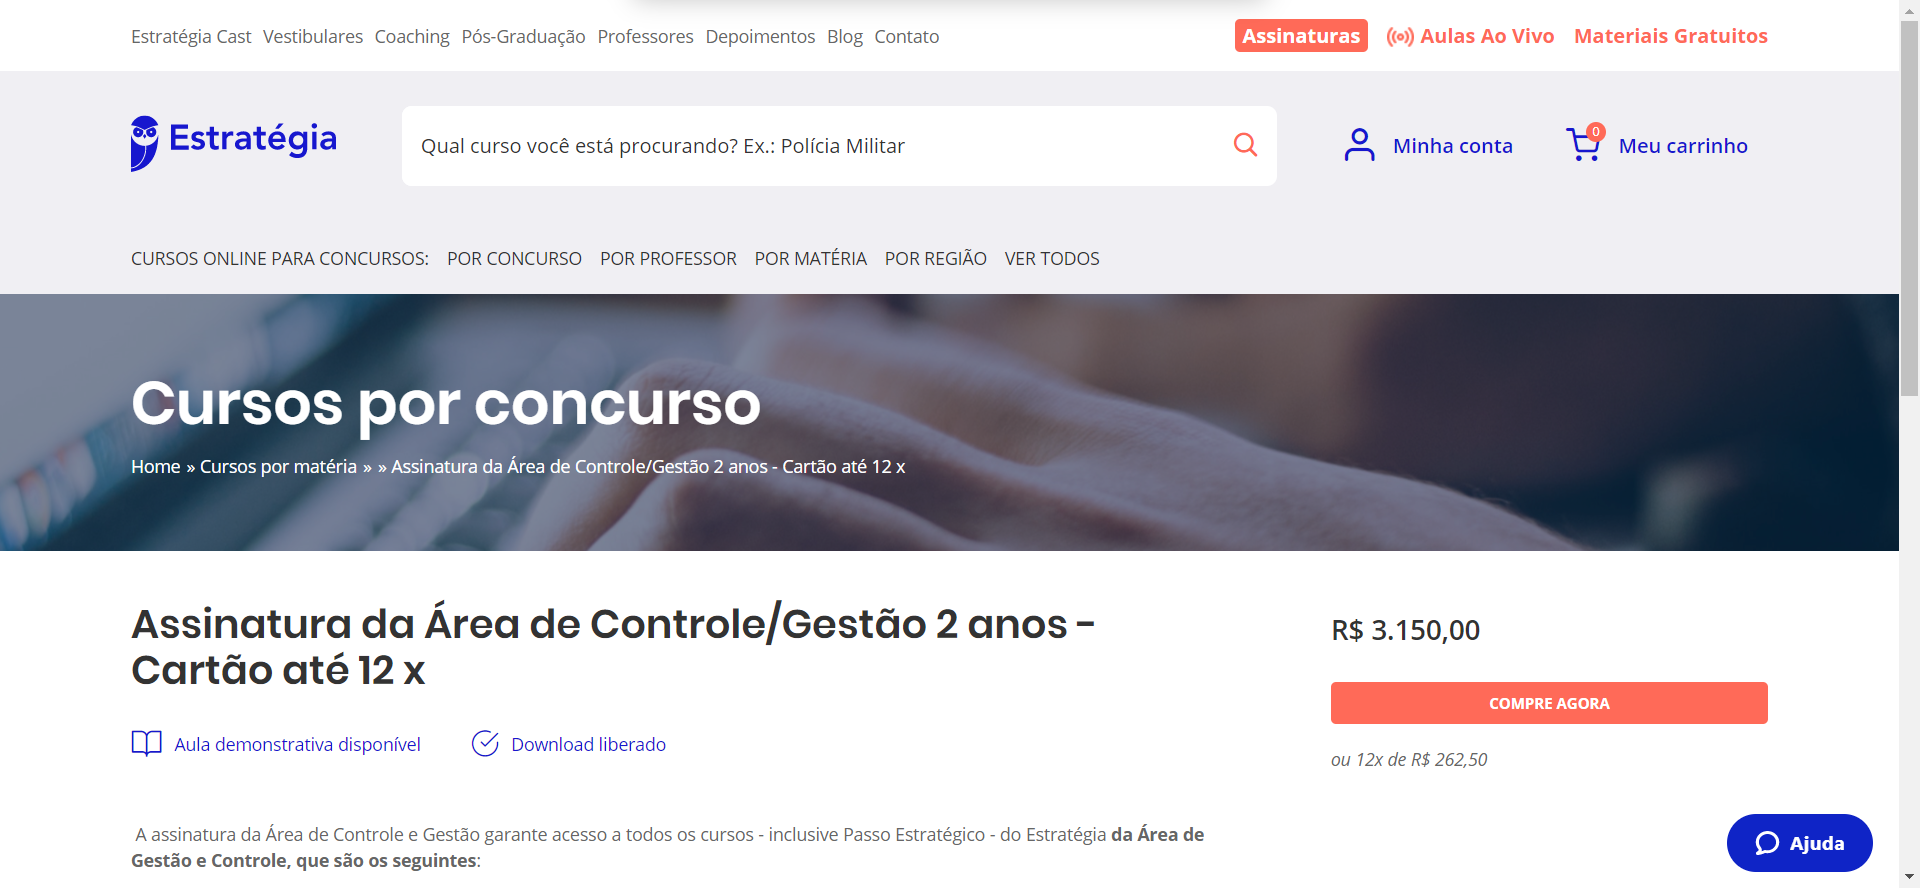 Estratégia Cast Vestibulares Coaching Pós-Graduação Professores Depoimentos Blog Contato
Assinaturas Aulas Ao Vivo Materiais Gratuitos
Estratégia
Qual curso você está procurando? Ex.: Polícia Militar
Minha conta
0
Meu carrinho
CURSOS ONLINE PARA CONCURSOS: POR CONCURSO POR PROFESSOR POR MATÉRIA POR REGIÃO VER TODOS
Cursos por concurso
Home » Cursos por matéria » » Assinatura da Área de Controle/Gestão 2 anos - Cartão até 12 x
Assinatura da Área de Controle/Gestão 2 anos -
Cartão até 12 x
R$ 3.150,00
COMPRE AGORA
ou 12x de R$ 262,50
Aula demonstrativa disponível
Download liberado
A assinatura da Área de Controle e Gestão garante acesso a todos os cursos - inclusive Passo Estratégico - do Estratégia da Área de
Gestão e Controle, que são os seguintes:
Ajuda